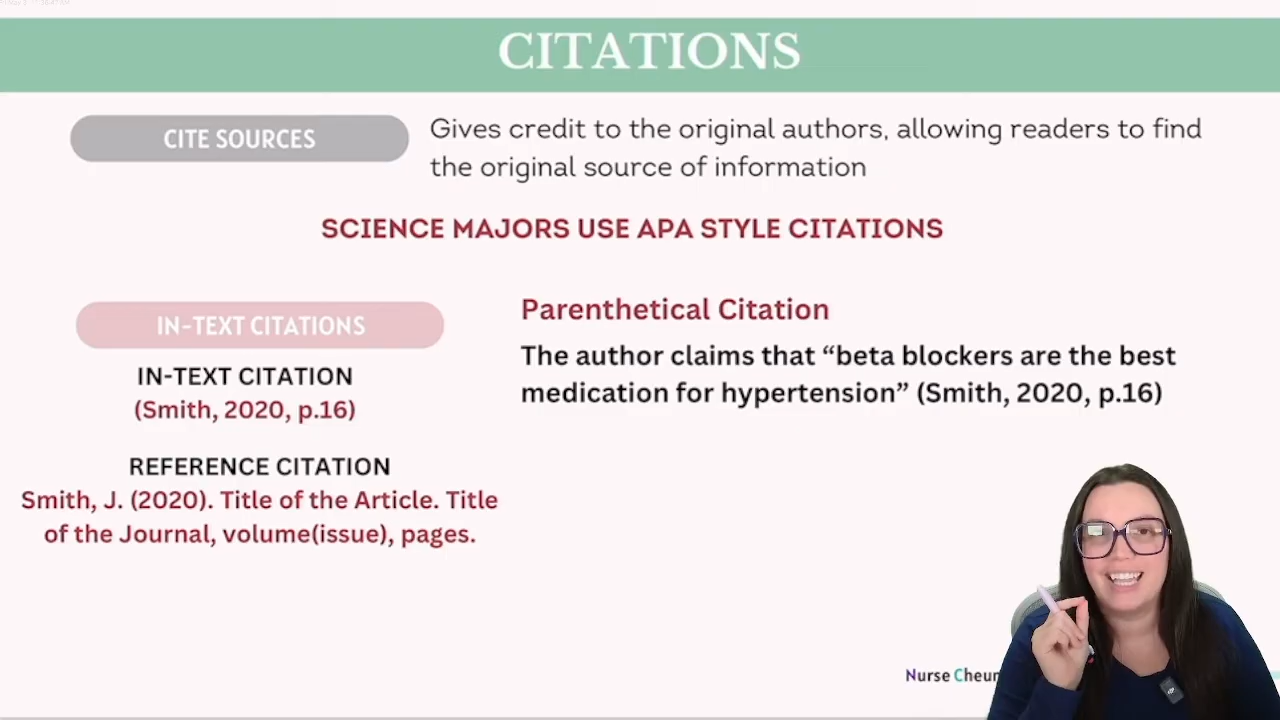 CITATIONS
CITE SOURCES
Gives credit to the original authors, allowing readers to find
the original source of information
SCIENCE MAJORS USE APA STYLE CITATIONS
IN-TEXT CITATIONS
IN-TEXT CITATION
(Smith, 2020, p.16)
REFERENCE CITATION
Smith, J. (2020). Title of the Article. Title
of the Journal, volume(issue), pages.
Parenthetical Citation
The author claims that “beta blockers are the best
medication for hypertension” (Smith, 2020, p.16)
Nurse